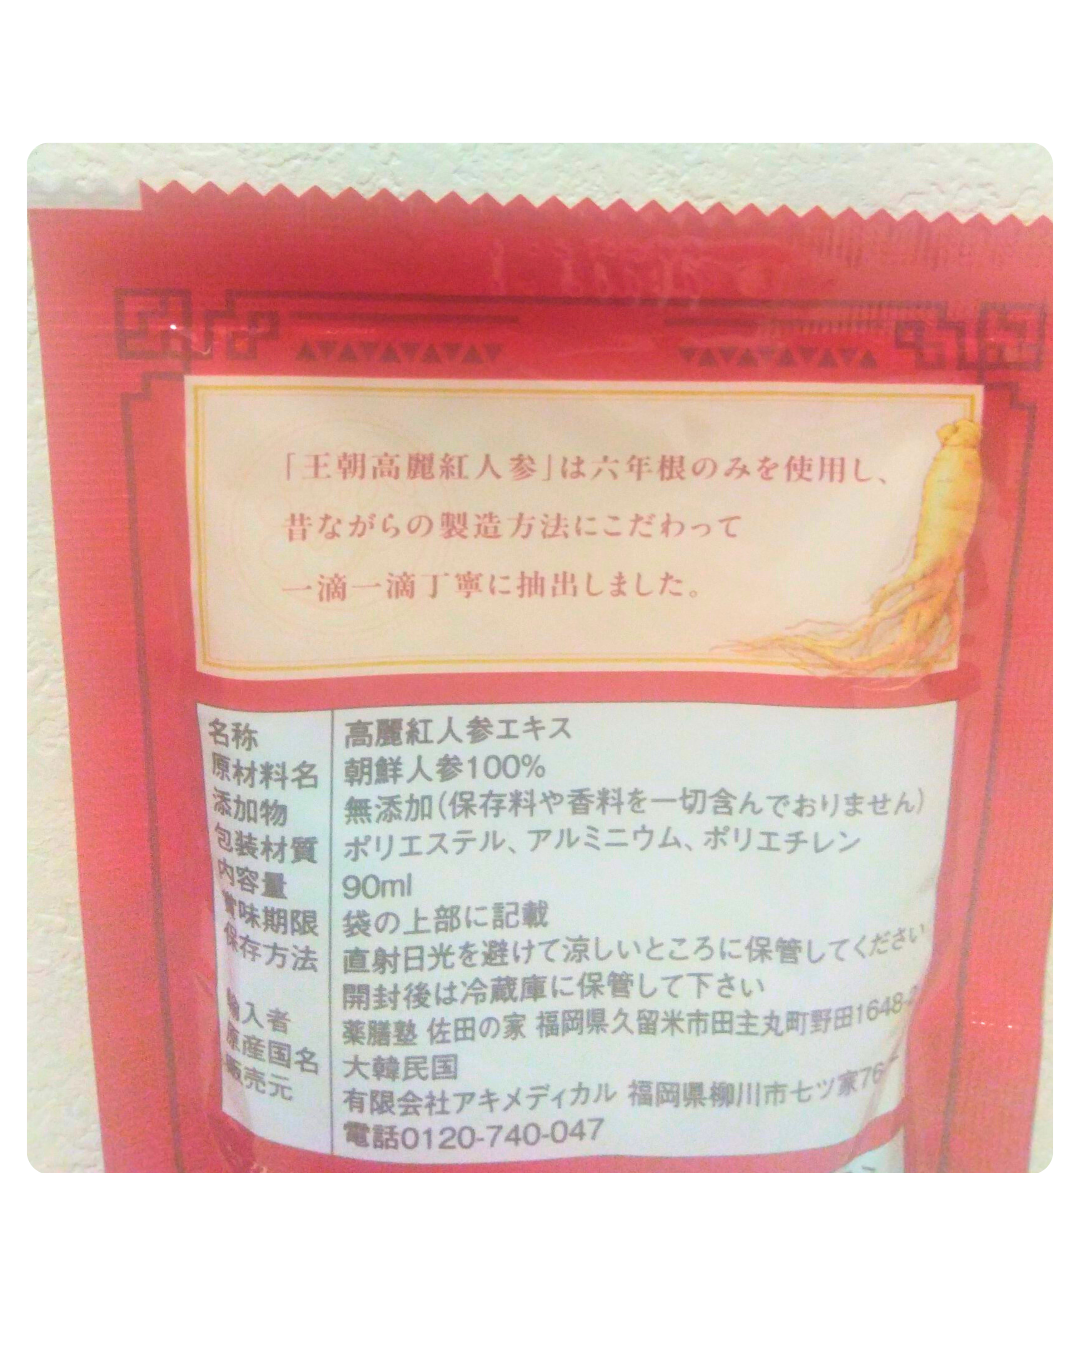 「王朝高麗紅人参」は六年根のみを使用し、
昔ながらの製造方法にこだわって
一滴一滴丁寧に抽出しました。
名称 高麗紅人参エキス
原材料名 朝鮮人参100%
添加物 無添加(保存料や香料を一切含んでおりません)
包装材質 ポリエステル、アルミニウム、ポリエチレン
内容量 90ml
賞味期限 袋の上部に記載
保存方法 直射日光を避けて涼しいところに保管してください
開封後は冷蔵庫に保管して下さい
輸入者 薬膳塾 佐田の家 福岡県久留米市田主丸町野田1648-2
原産国名 大韓民国
販売元 有限会社アキメディカル 福岡県柳川市七ツ家
電話0120-740-047